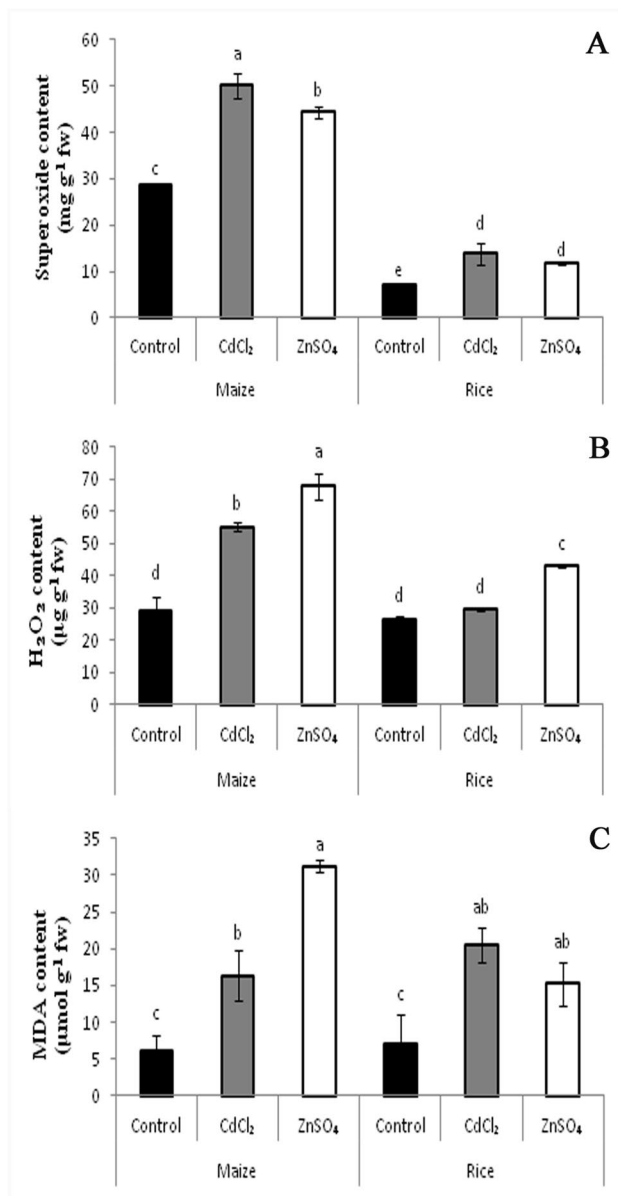 A
Superoxide content
(mg g⁻¹ fw)
60
50
40
30
20
10
0
a
b
c
d
d
e
Control CdCl₂ ZnSO₄ Control CdCl₂ ZnSO₄
Maize Rice
B
H₂O₂ content
(µg g⁻¹ fw)
80
70
60
50
40
30
20
10
0
a
b
c
d
d
d
Control CdCl₂ ZnSO₄ Control CdCl₂ ZnSO₄
Maize Rice
C
MDA content
(µmol g⁻¹ fw)
35
30
25
20
15
10
5
0
a
ab
b
ab
c
c
Control CdCl₂ ZnSO₄ Control CdCl₂ ZnSO₄
Maize Rice